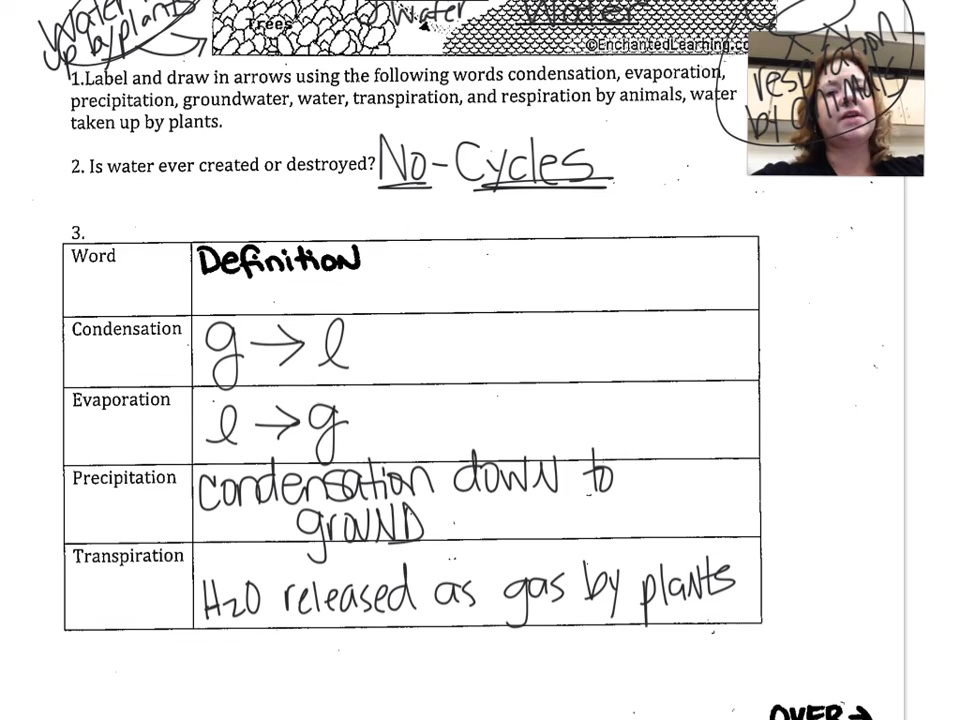 Water
up by plants
Trees
Water
Water
©EnchantedLearning.co
respiration
by animals
1.Label and draw in arrows using the following words condensation, evaporation,
precipitation, groundwater, water, transpiration, and respiration by animals, water
taken up by plants.
2. Is water ever created or destroyed? No-Cycles
3.
Word Definition
Condensation g → l
Evaporation l → g
Precipitation condensation down to
ground
Transpiration H2O released as gas by plants
OVER →